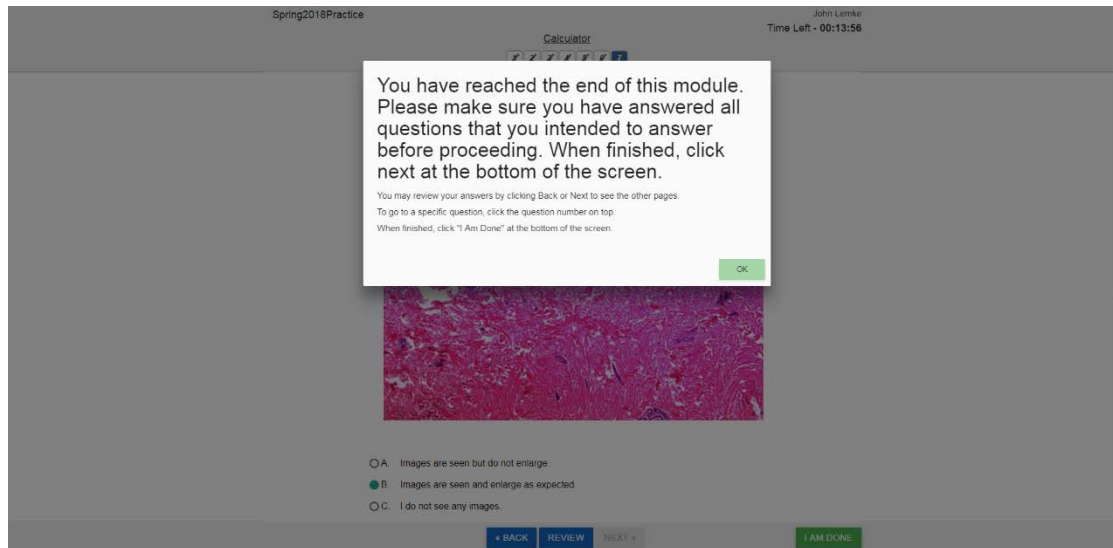 Spring2018Practice
John Lemke
Time Left - 00:13:56
Calculator
7
You have reached the end of this module.
Please make sure you have answered all
questions that you intended to answer
before proceeding. When finished, click
next at the bottom of the screen.
You may review your answers by clicking Back or Next to see the other pages.
To go to a specific question, click the question number on top.
When finished, click "I Am Done" at the bottom of the screen.
OK
A. Images are seen but do not enlarge.
B. Images are seen and enlarge as expected
C. I do not see any images.
« BACK REVIEW NEXT » I AM DONE